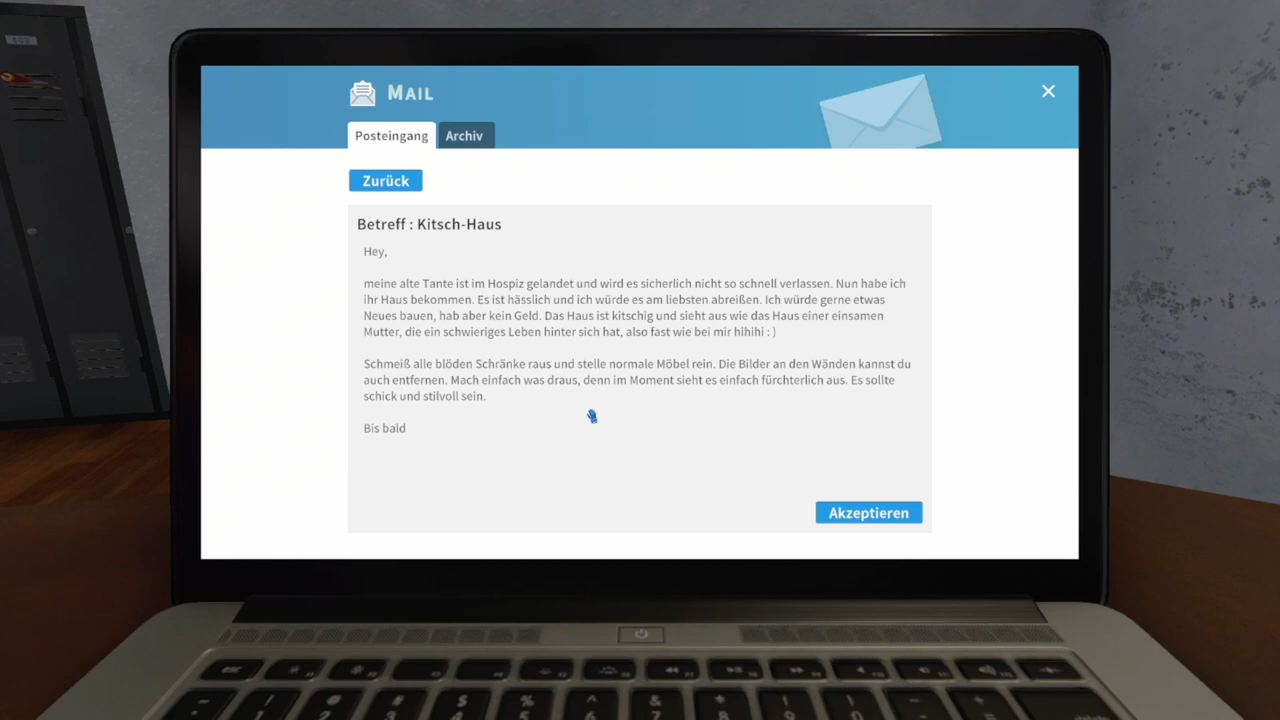 MAIL
Posteingang
Archiv
Zurück
Betreff : Kitsch-Haus
Hey,
meine alte Tante ist im Hospiz gelandet und wird es sicherlich nicht so schnell verlassen. Nun habe ich
ihr Haus bekommen. Es ist hässlich und ich würde es am liebsten abreißen. Ich würde gerne etwas
Neues bauen, hab aber kein Geld. Das Haus ist kitschig und sieht aus wie das Haus einer einsamen
Mutter, die ein schwieriges Leben hinter sich hat, also fast wie bei mir hihihi : )
Schmeiß alle blöden Schränke raus und stelle normale Möbel rein. Die Bilder an den Wänden kannst du
auch entfernen. Mach einfach was draus, denn im Moment sieht es einfach fürchterlich aus. Es sollte
schick und stilvoll sein.
Bis bald
Akzeptieren